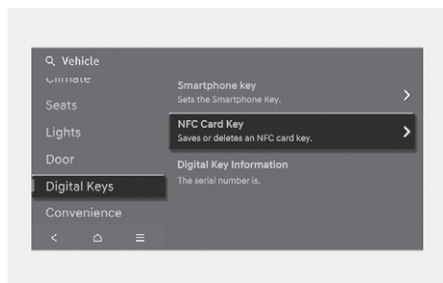 Vehicle
Climate
Seats
Lights
Door
Digital Keys
Convenience
Smartphone key
Sets the Smartphone Key.
NFC Card Key
Saves or deletes an NFC card key.
Digital Key Information
The serial number is.